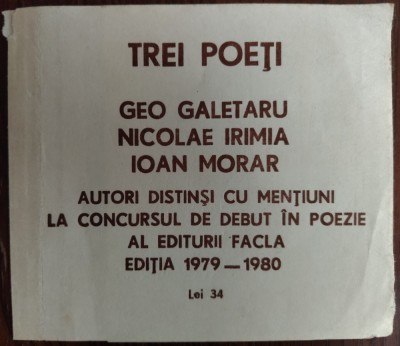 TREI POEŢI
GEO GALETARU
NICOLAE IRIMIA
IOAN MORAR
AUTORI DISTINŞI CU MENŢIUNI
LA CONCURSUL DE DEBUT ÎN POEZIE
AL EDITURII FACLA
EDIŢIA 1979 — 1980
Lei 34